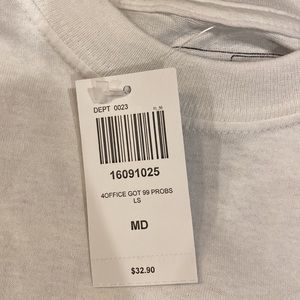 DEPT 0023
16091025
4OFFICE GOT 99 PROBS
LS
MD
$32.90